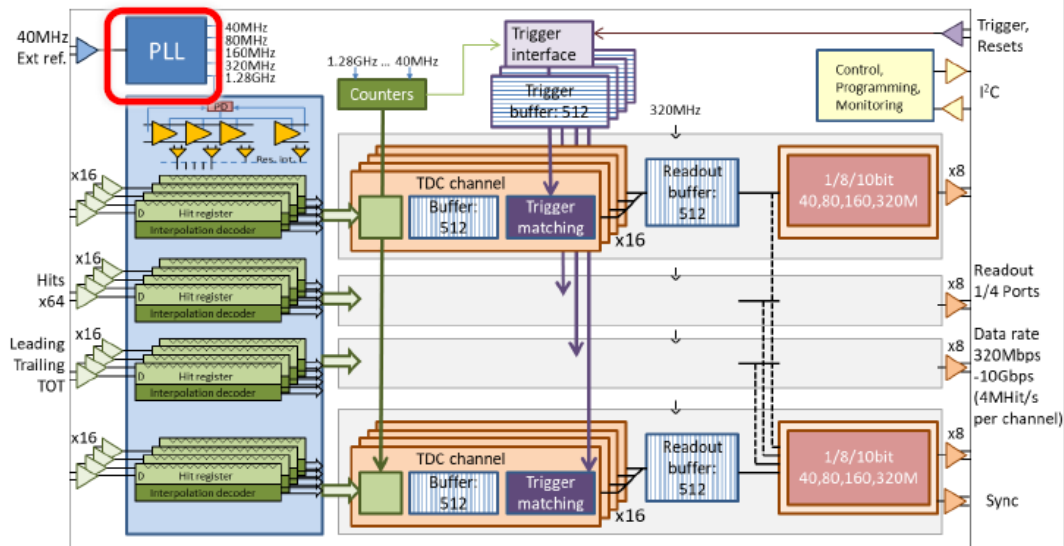 40MHz
Ext ref.
PLL
40MHz
80MHz
160MHz
320MHz
1.28GHz
1.28GHz ... 40MHz
Counters
Trigger
interface
Trigger
buffer: 512
Trigger,
Resets
Control,
Programming,
Monitoring
I²C
PD
320MHz
x16
D
Hit register
Interpolation decoder
TDC channel
Buffer:
512
Trigger
matching
x16
Readout
buffer:
512
1/8/10bit
40,80,160,320M
x8
Hits
x64
x16
D
Hit register
Interpolation decoder
x8
Readout
1/4 Ports
Leading
Trailing
TOT
x16
D
Hit register
Interpolation decoder
x8
Data rate
320Mbps
-10Gbps
(4MHit/s
per channel)
x16
D
Hit register
Interpolation decoder
TDC channel
Buffer:
512
Trigger
matching
x16
Readout
buffer:
512
1/8/10bit
40,80,160,320M
x8
Sync